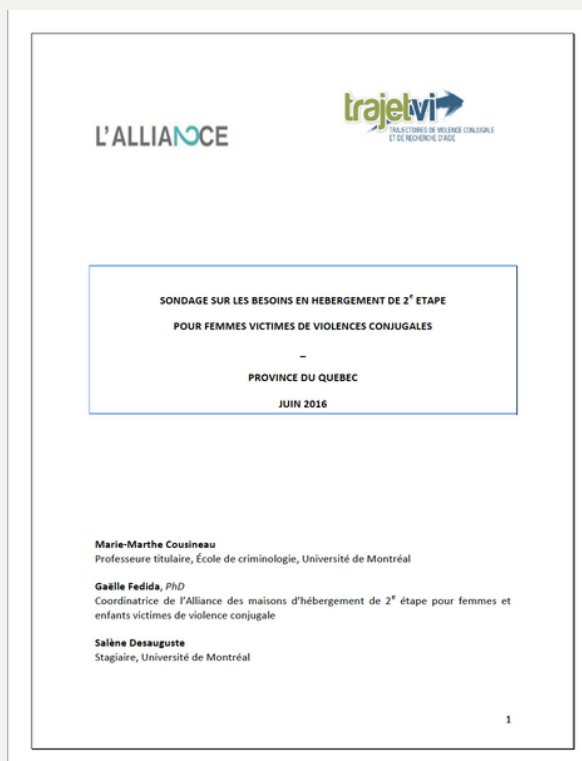 L'ALLIANCE
trajetvi
TRAJECTOIRES DE VIOLENCE CONJUGALE
ET DE RECHERCHE D'AIDE
SONDAGE SUR LES BESOINS EN HEBERGEMENT DE 2e ETAPE
POUR FEMMES VICTIMES DE VIOLENCES CONJUGALES
–
PROVINCE DU QUEBEC
JUIN 2016
Marie-Marthe Cousineau
Professeure titulaire, École de criminologie, Université de Montréal
Gaëlle Fedida, PhD
Coordinatrice de l'Alliance des maisons d'hébergement de 2e étape pour femmes et
enfants victimes de violence conjugale
Salène Desauguste
Stagiaire, Université de Montréal
1